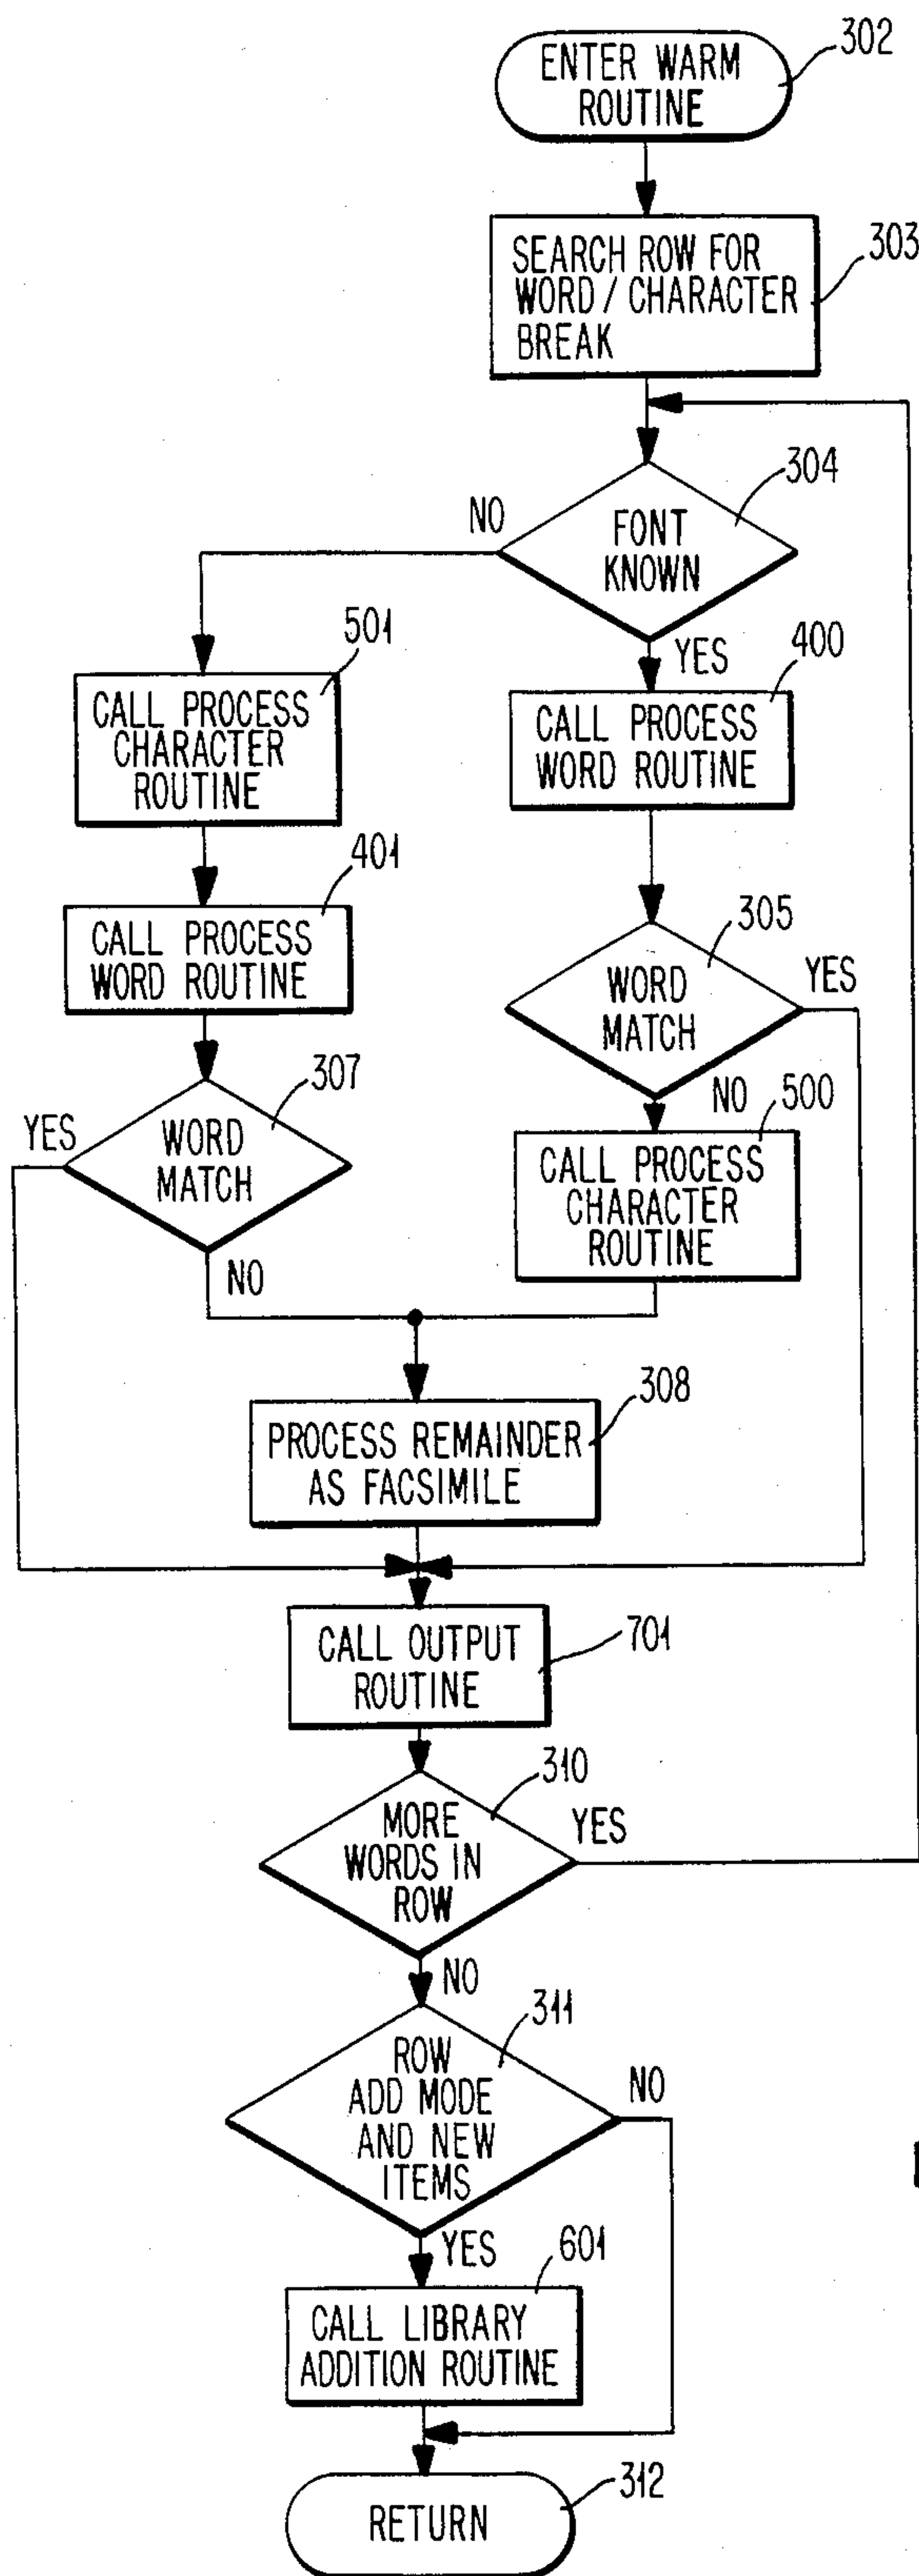 302
ENTER WARM
ROUTINE
303
SEARCH ROW FOR
WORD / CHARACTER
BREAK
304
NO
FONT
KNOWN
501
YES
400
CALL PROCESS
CHARACTER
ROUTINE
CALL PROCESS
WORD ROUTINE
401
305
CALL PROCESS
WORD ROUTINE
WORD
MATCH
YES
307
NO
500
YES
WORD
MATCH
CALL PROCESS
CHARACTER
ROUTINE
NO
308
PROCESS REMAINDER
AS FACSIMILE
701
CALL OUTPUT
ROUTINE
310
MORE
WORDS IN
ROW
YES
NO
311
ROW
ADD MODE
AND NEW
ITEMS
NO
YES
601
CALL LIBRARY
ADDITION ROUTINE
312
RETURN